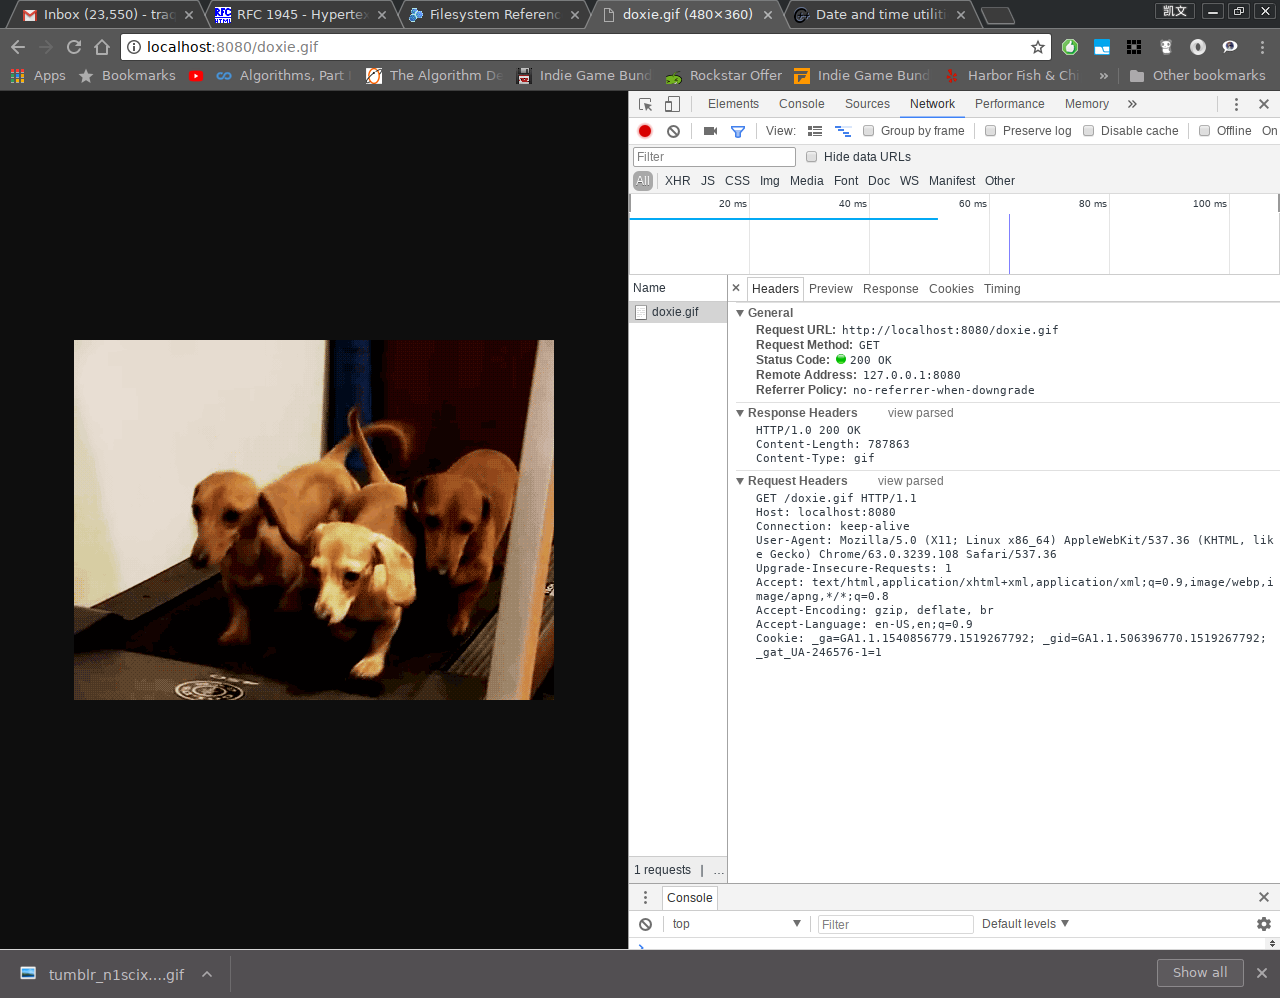 Inbox (23,550) - traq
RFC 1945 - Hypertex
Filesystem Referenc
doxie.gif (480×360)
Date and time utiliti
凯文
localhost:8080/doxie.gif
Apps
Bookmarks
Algorithms, Part
The Algorithm De
Indie Game Bund
Rockstar Offer
Indie Game Bund
Harbor Fish & Ch
»
Other bookmarks
Elements Console Sources Network Performance Memory »
View: Group by frame Preserve log Disable cache Offline On
Filter Hide data URLs
All XHR JS CSS Img Media Font Doc WS Manifest Other
20 ms 40 ms 60 ms 80 ms 100 ms
Name
doxie.gif
× Headers Preview Response Cookies Timing
General
Request URL: http://localhost:8080/doxie.gif
Request Method: GET
Status Code: 200 OK
Remote Address: 127.0.0.1:8080
Referrer Policy: no-referrer-when-downgrade
Response Headers view parsed
HTTP/1.0 200 OK
Content-Length: 787863
Content-Type: gif
Request Headers view parsed
GET /doxie.gif HTTP/1.1
Host: localhost:8080
Connection: keep-alive
User-Agent: Mozilla/5.0 (X11; Linux x86_64) AppleWebKit/537.36 (KHTML, lik
e Gecko) Chrome/63.0.3239.108 Safari/537.36
Upgrade-Insecure-Requests: 1
Accept: text/html,application/xhtml+xml,application/xml;q=0.9,image/webp,i
mage/apng,*/*;q=0.8
Accept-Encoding: gzip, deflate, br
Accept-Language: en-US,en;q=0.9
Cookie: _ga=GA1.1.1540856779.1519267792; _gid=GA1.1.506396770.1519267792;
_gat_UA-246576-1=1
1 requests | …
Console
top Filter Default levels
tumblr_n1scix....gif
Show all